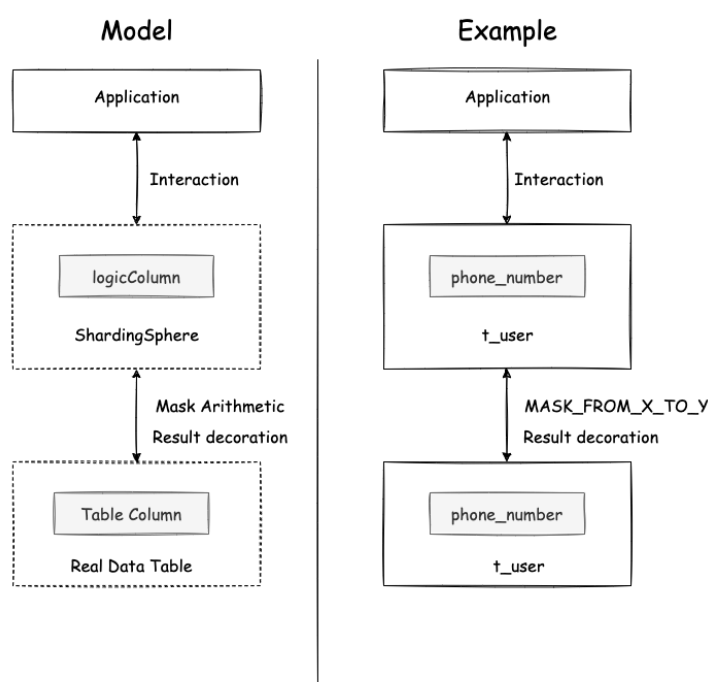 Model
Application
Interaction
logicColumn
ShardingSphere
Mask Arithmetic
Result decoration
Table Column
Real Data Table
Example
Application
Interaction
phone_number
t_user
MASK_FROM_X_TO_Y
Result decoration
phone_number
t_user